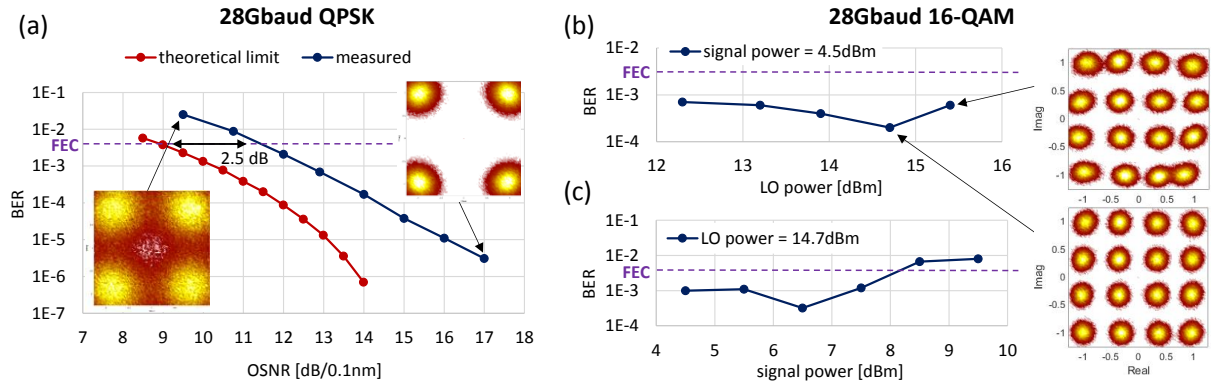 28Gbaud QPSK
(a)
theoretical limit
measured
BER
1E-1
1E-2
1E-3
1E-4
1E-5
1E-6
1E-7
FEC
2.5 dB
7 8 9 10 11 12 13 14 15 16 17 18
OSNR [dB/0.1nm]
28Gbaud 16-QAM
(b)
signal power = 4.5dBm
BER
1E-2
FEC
1E-3
1E-4
12 13 14 15 16
LO power [dBm]
(c)
LO power = 14.7dBm
BER
1E-1
1E-2
FEC
1E-3
1E-4
4 5 6 7 8 9 10
signal power [dBm]
Imag
1
0.5
0
-0.5
-1
-1 -0.5 0 0.5 1
Imag
1
0.5
0
-0.5
-1
-1 -0.5 0 0.5 1
Real